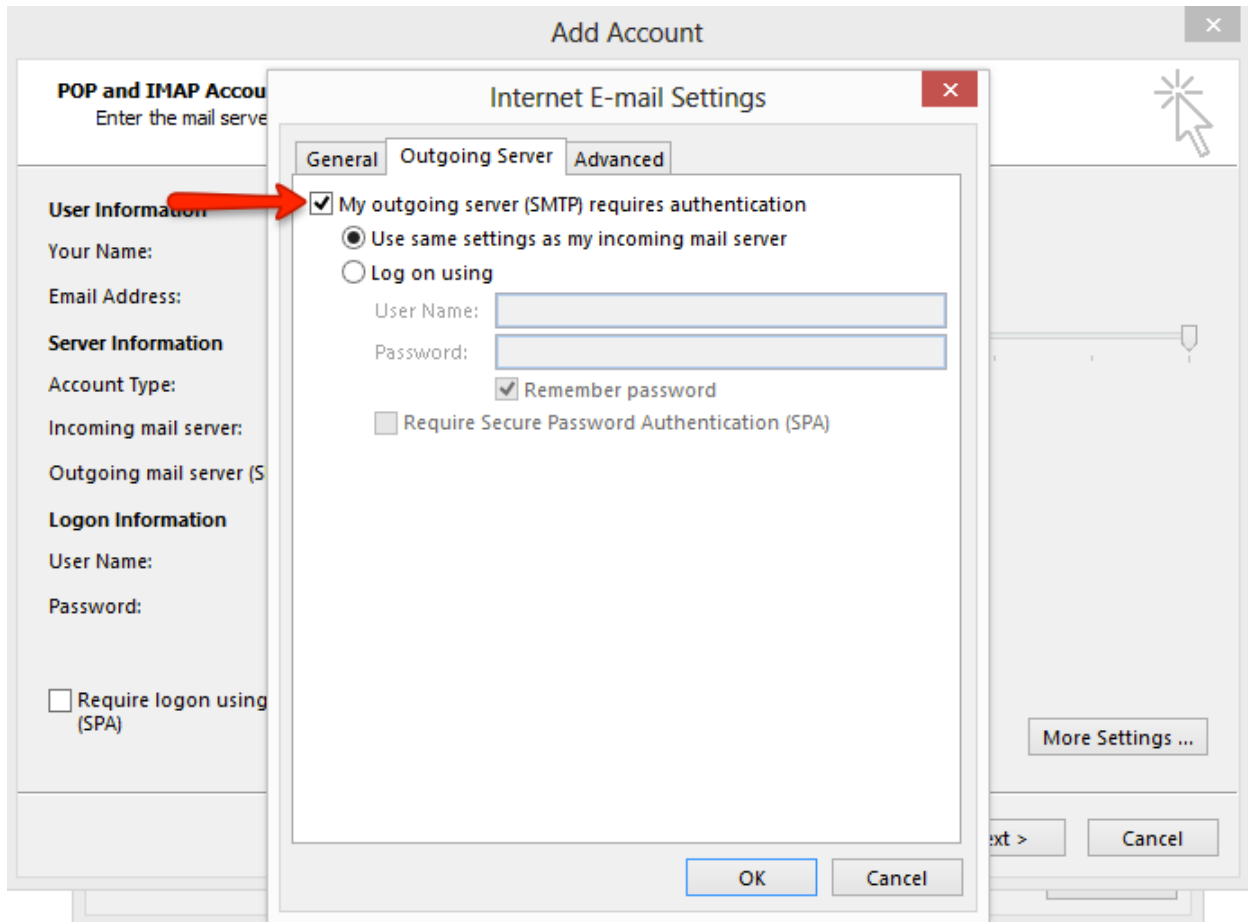 Add Account
POP and IMAP Accou
Enter the mail serve
Internet E-mail Settings
General
Outgoing Server
Advanced
My outgoing server (SMTP) requires authentication
Use same settings as my incoming mail server
Log on using
User Name:
Password:
Remember password
Require Secure Password Authentication (SPA)
OK
Cancel
User Information
Your Name:
Email Address:
Server Information
Account Type:
Incoming mail server:
Outgoing mail server (S
Logon Information
User Name:
Password:
Require logon using
(SPA)
More Settings ...
ext >
Cancel